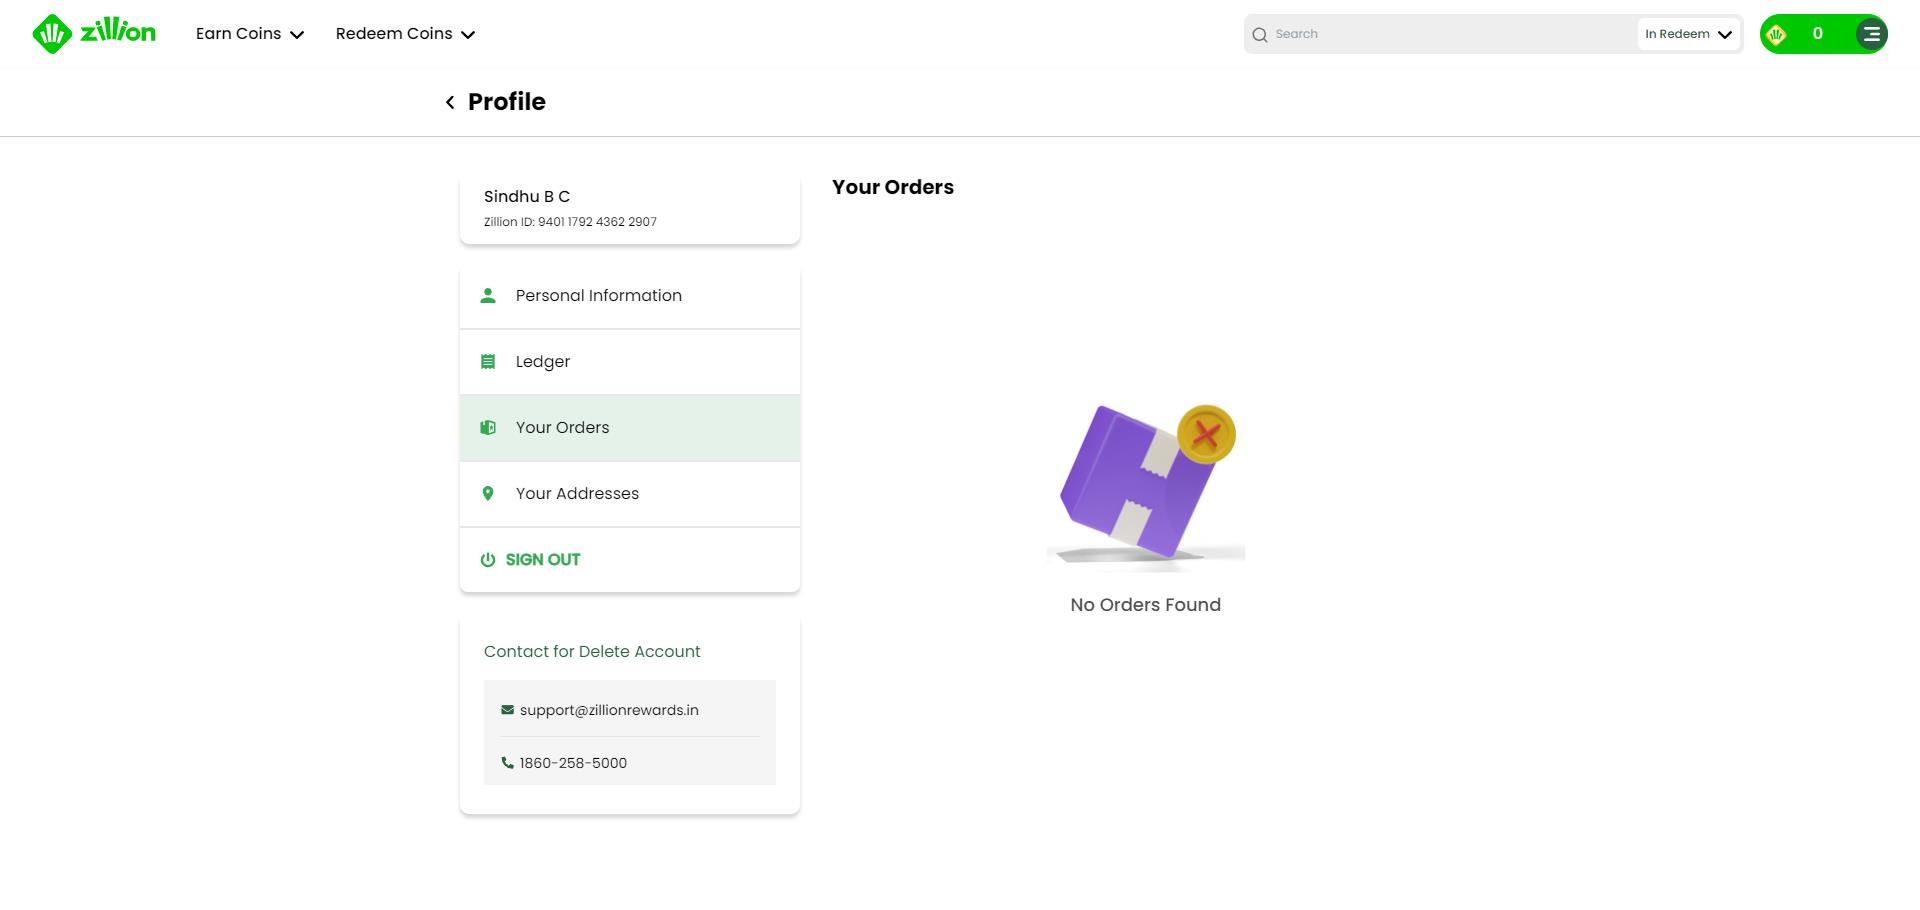 zillion
Earn Coins
Redeem Coins
Search
In Redeem
0
Profile
Sindhu B C
Zillion ID: 9401 1792 4362 2907
Personal Information
Ledger
Your Orders
Your Addresses
SIGN OUT
Contact for Delete Account
support@zillionrewards.in
1860-258-5000
Your Orders
No Orders Found